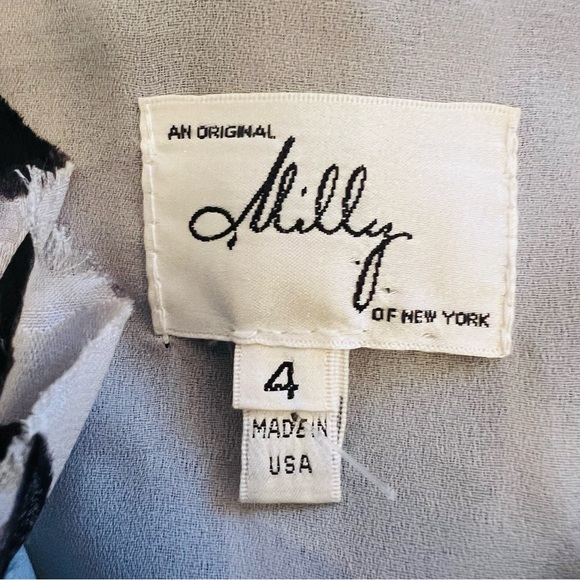 AN ORIGINAL
Milly
OF NEW YORK
4
MADE IN
USA